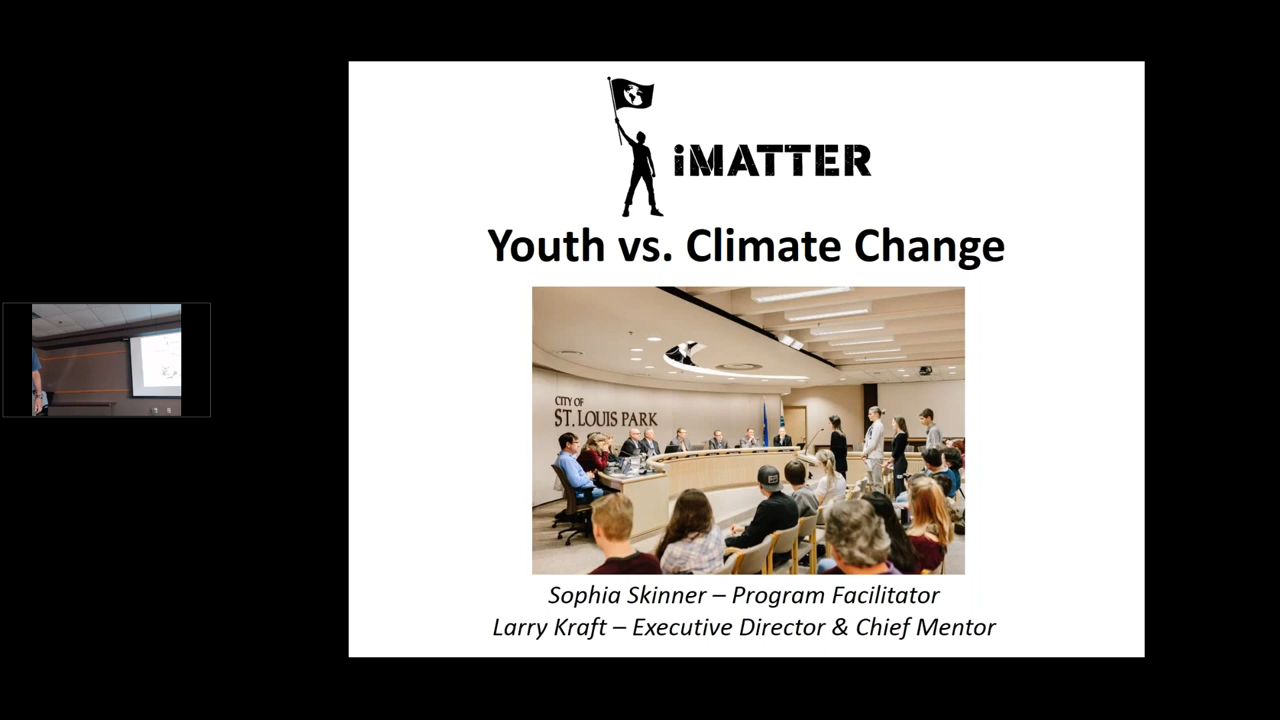 iMATTER
Youth vs. Climate Change
CITY OF
ST. LOUIS PARK
Sophia Skinner – Program Facilitator
Larry Kraft – Executive Director & Chief Mentor